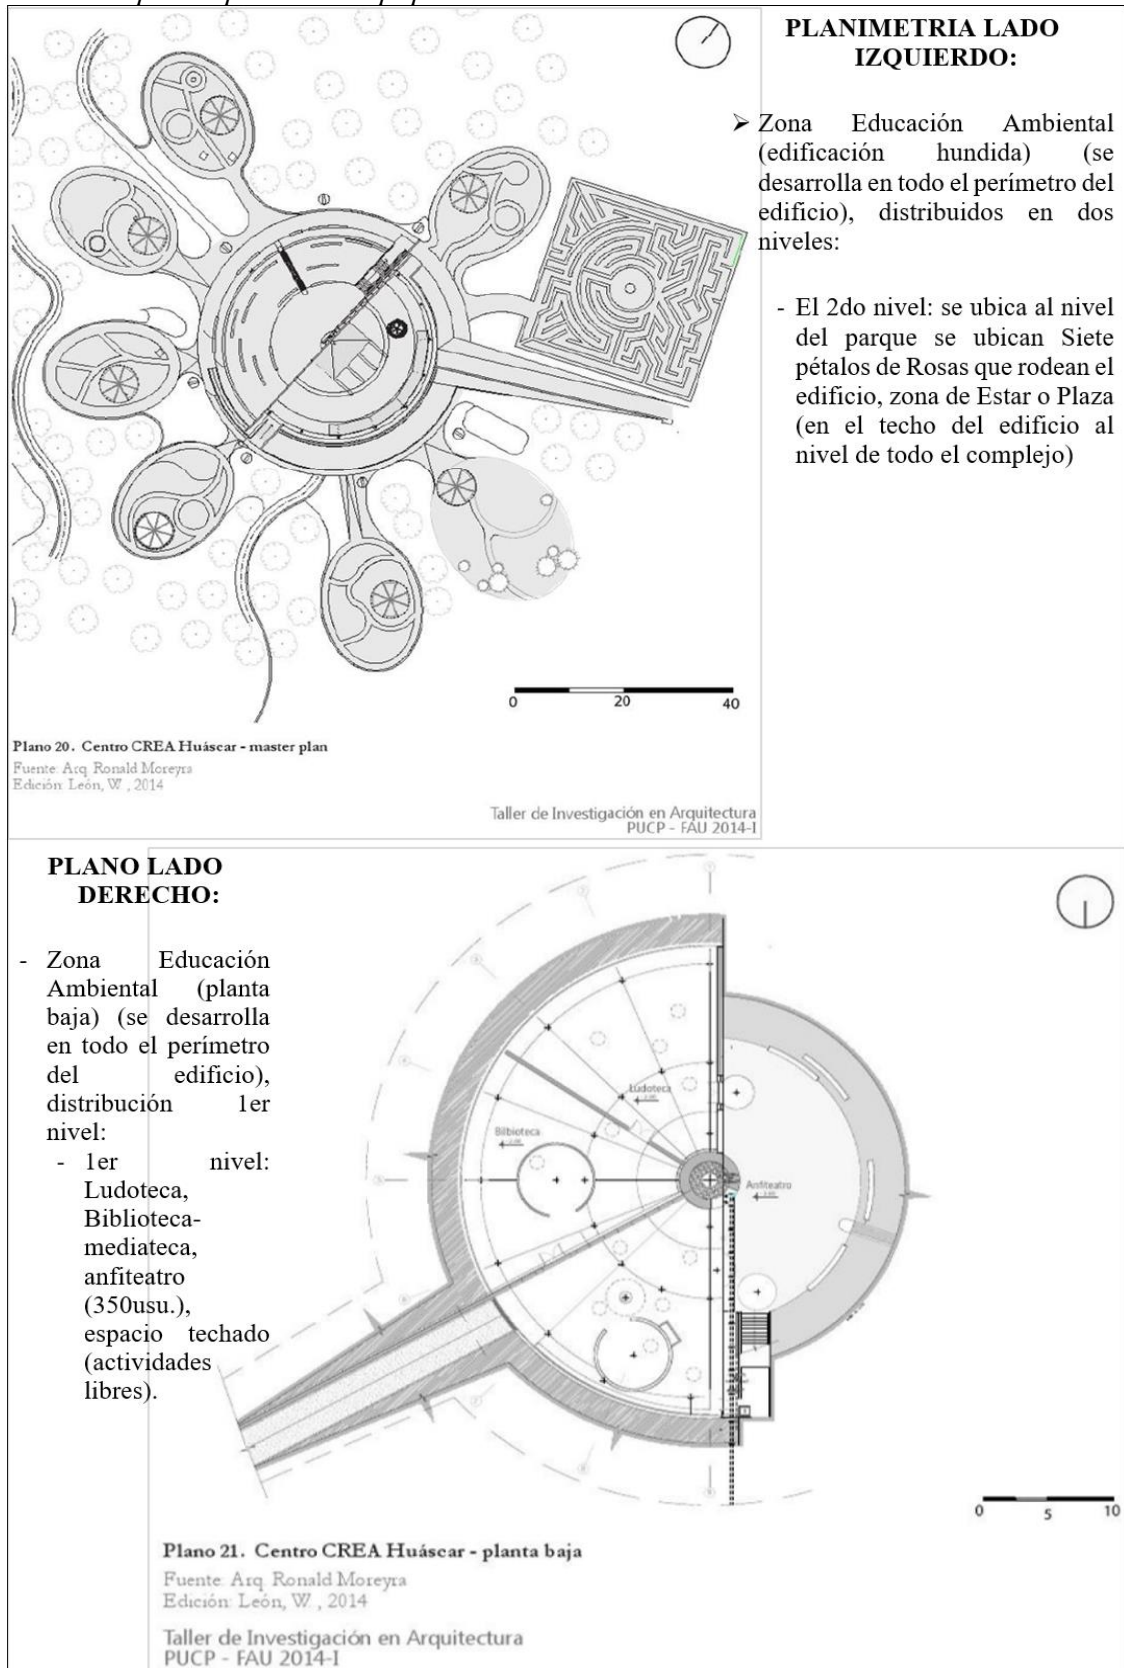 PLANIMETRIA LADO
IZQUIERDO:
➢ Zona Educación Ambiental
(edificación hundida) (se
desarrolla en todo el perímetro del
edificio), distribuidos en dos
niveles:
- El 2do nivel: se ubica al nivel
del parque se ubican Siete
pétalos de Rosas que rodean el
edificio, zona de Estar o Plaza
(en el techo del edificio al
nivel de todo el complejo)
0 20 40
Plano 20. Centro CREA Huáscar - master plan
Fuente: Arq. Ronald Moreyra
Edición: León, W., 2014
Taller de Investigación en Arquitectura
PUCP - FAU 2014-I
PLANO LADO
DERECHO:
- Zona Educación
Ambiental (planta
baja) (se desarrolla
en todo el perímetro
del edificio),
distribución 1er
nivel:
- 1er nivel:
Ludoteca,
Biblioteca-
mediateca,
anfiteatro
(350usu.),
espacio techado
(actividades
libres).
Ludoteca
Bilbioteca
Anfiteatro
0 5 10
Plano 21. Centro CREA Huáscar - planta baja
Fuente: Arq. Ronald Moreyra
Edición: León, W., 2014
Taller de Investigación en Arquitectura
PUCP - FAU 2014-I